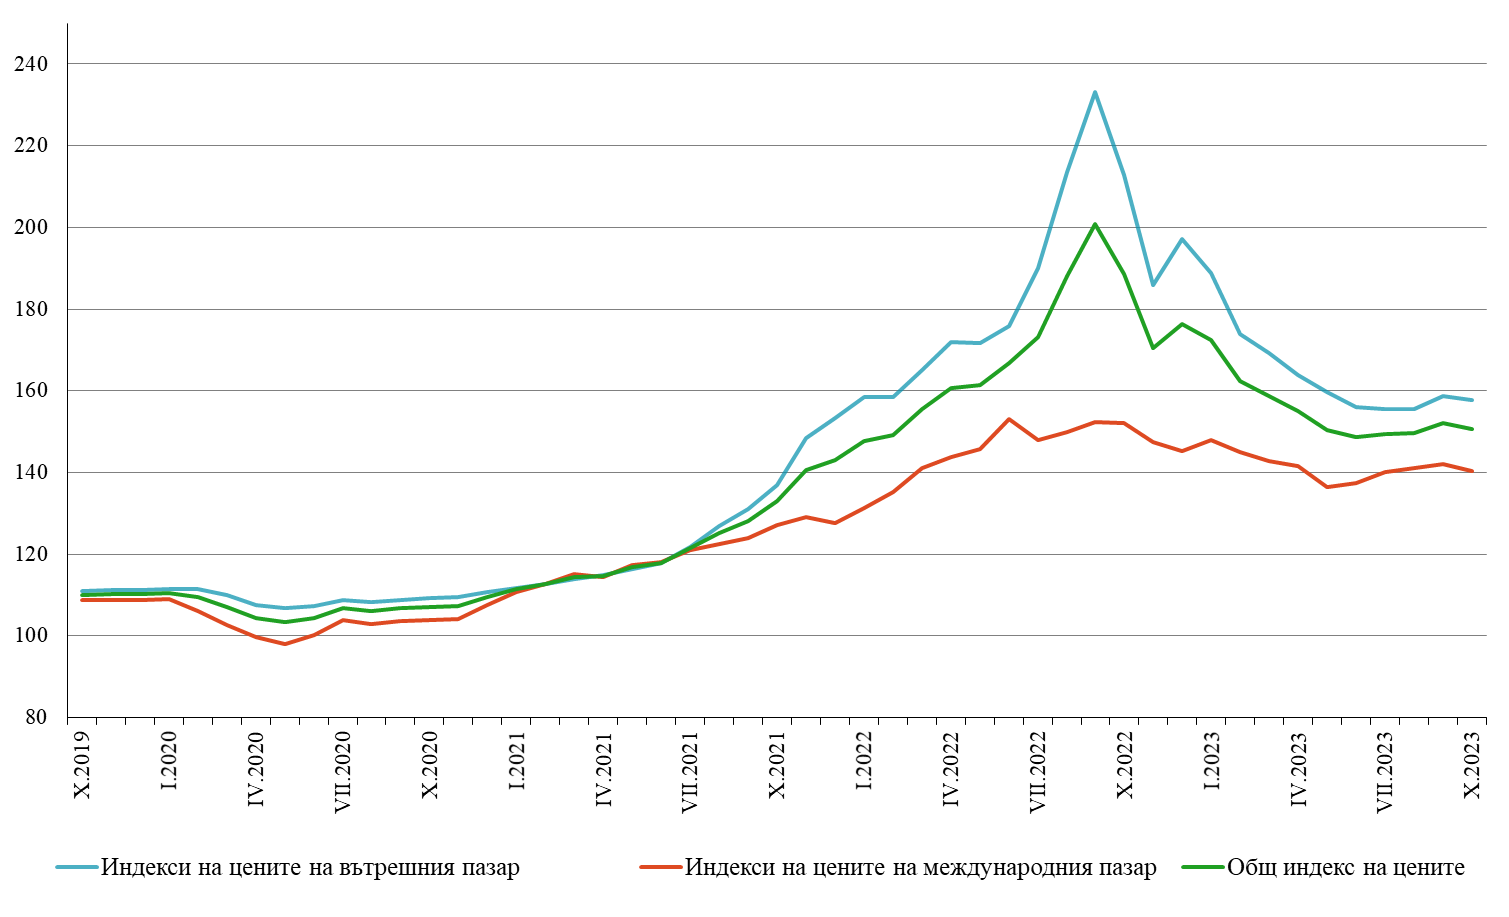 240
220
200
180
160
140
120
100
80
X.2019
I.2020
IV.2020
VII.2020
X.2020
I.2021
IV.2021
VII.2021
X.2021
I.2022
IV.2022
VII.2022
X.2022
I.2023
IV.2023
VII.2023
X.2023
Индекси на цените на вътрешния пазар
Индекси на цените на международния пазар
Общ индекс на цените